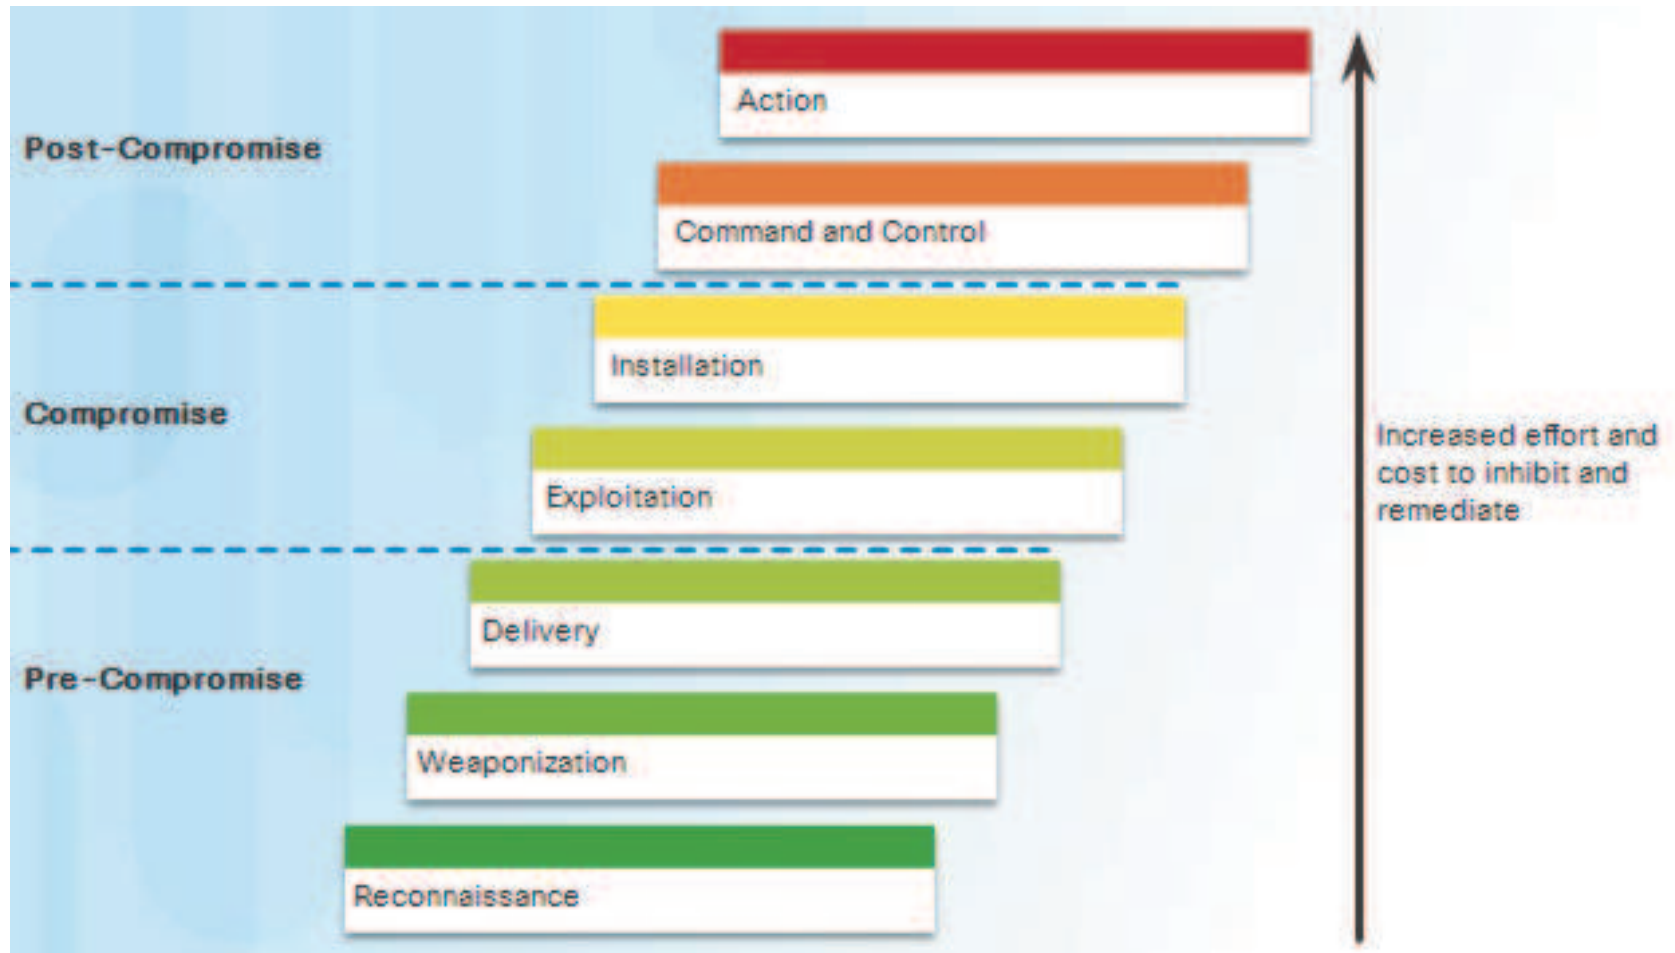 Action
Post-Compromise
Command and Control
Installation
Compromise
Increased effort and
cost to inhibit and
remediate
Exploitation
Delivery
Pre-Compromise
Weaponization
Reconnaissance